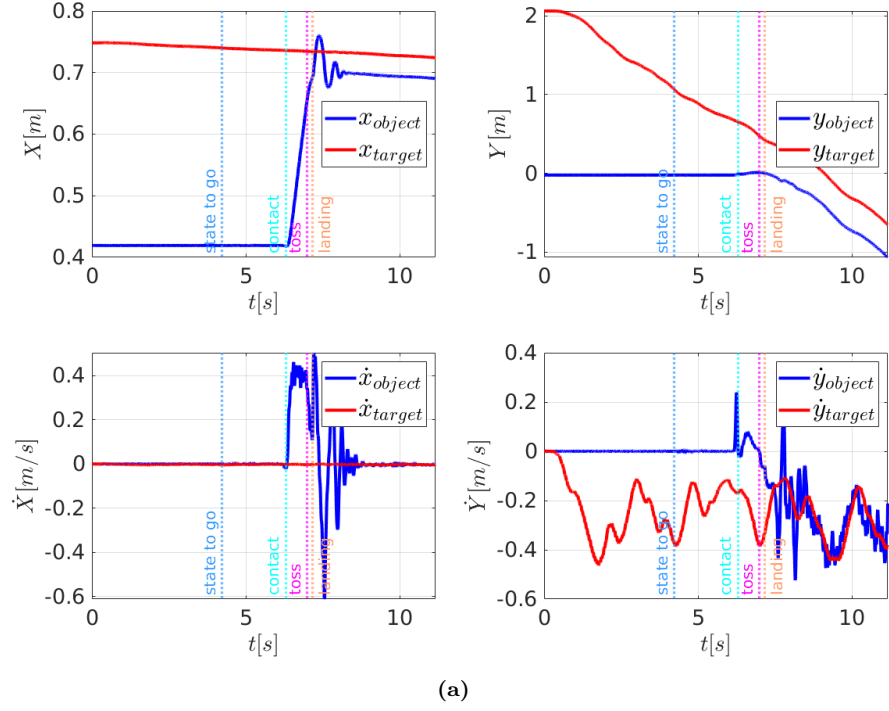 0.8
0.7
0.6
0.5
0.4
X[m]
x_object
x_target
state to go
contact
toss
landing
0
5
10
t[s]
2
1
0
-1
Y[m]
y_object
y_target
state to go
contact
toss
landing
0
5
10
t[s]
0.4
0.2
0
-0.2
-0.4
-0.6
Ẋ[m/s]
ẋ_object
ẋ_target
state to go
contact
toss
landing
0
5
10
t[s]
0.4
0.2
0
-0.2
-0.4
-0.6
Ẏ[m/s]
ẏ_object
ẏ_target
state to go
contact
toss
landing
0
5
10
t[s]
(a)